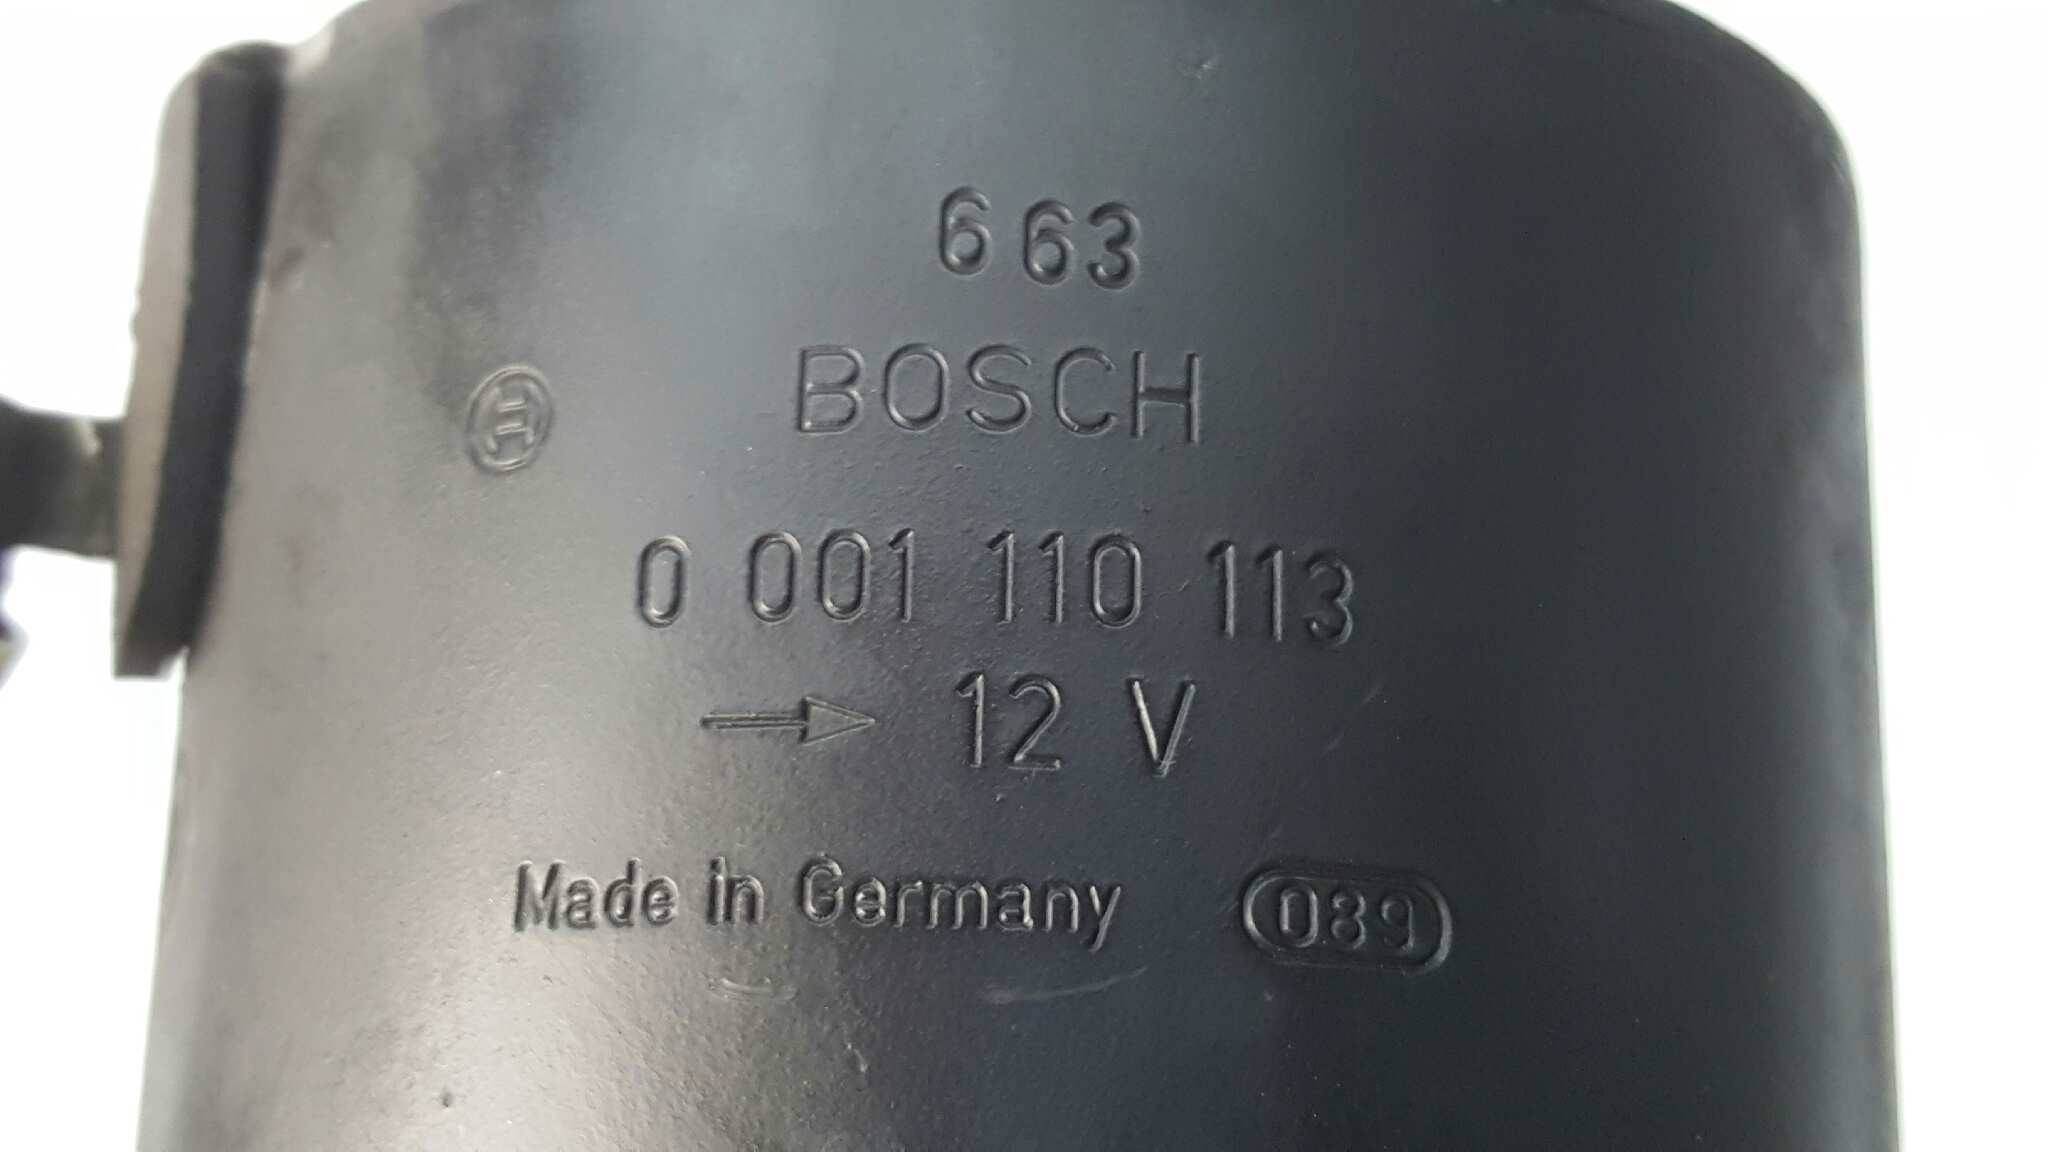 663
BOSCH
0 001 110 113
→ 12 V
Made in Germany 089